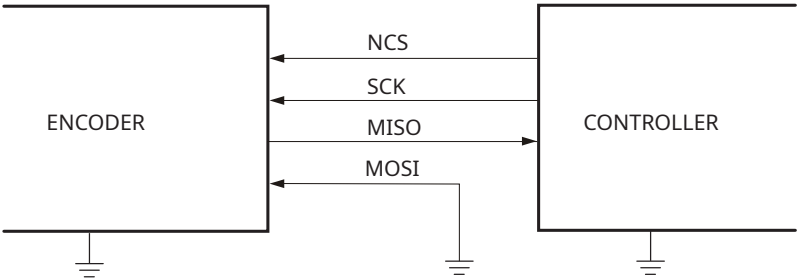 NCS
SCK
ENCODER
MISO
CONTROLLER
MOSI